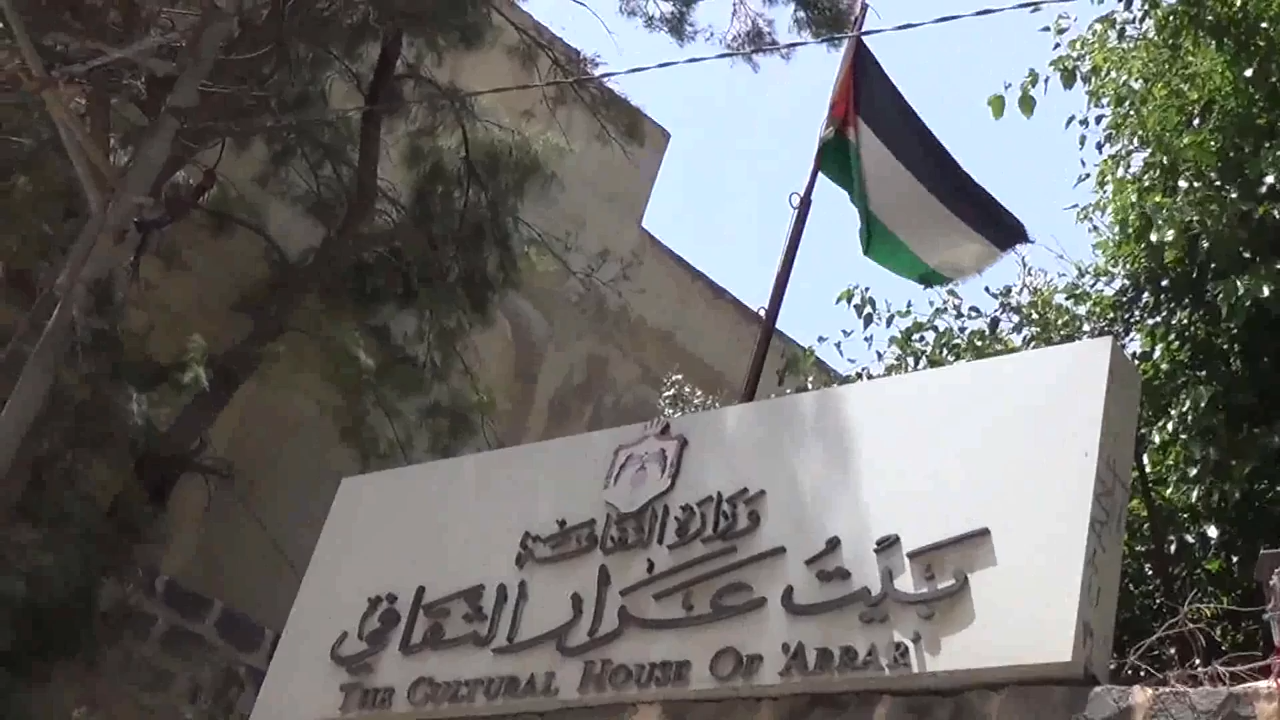 وزارة الثقافة
بيت عرار الثقافي
THE CULTURAL HOUSE OF 'ARRAR